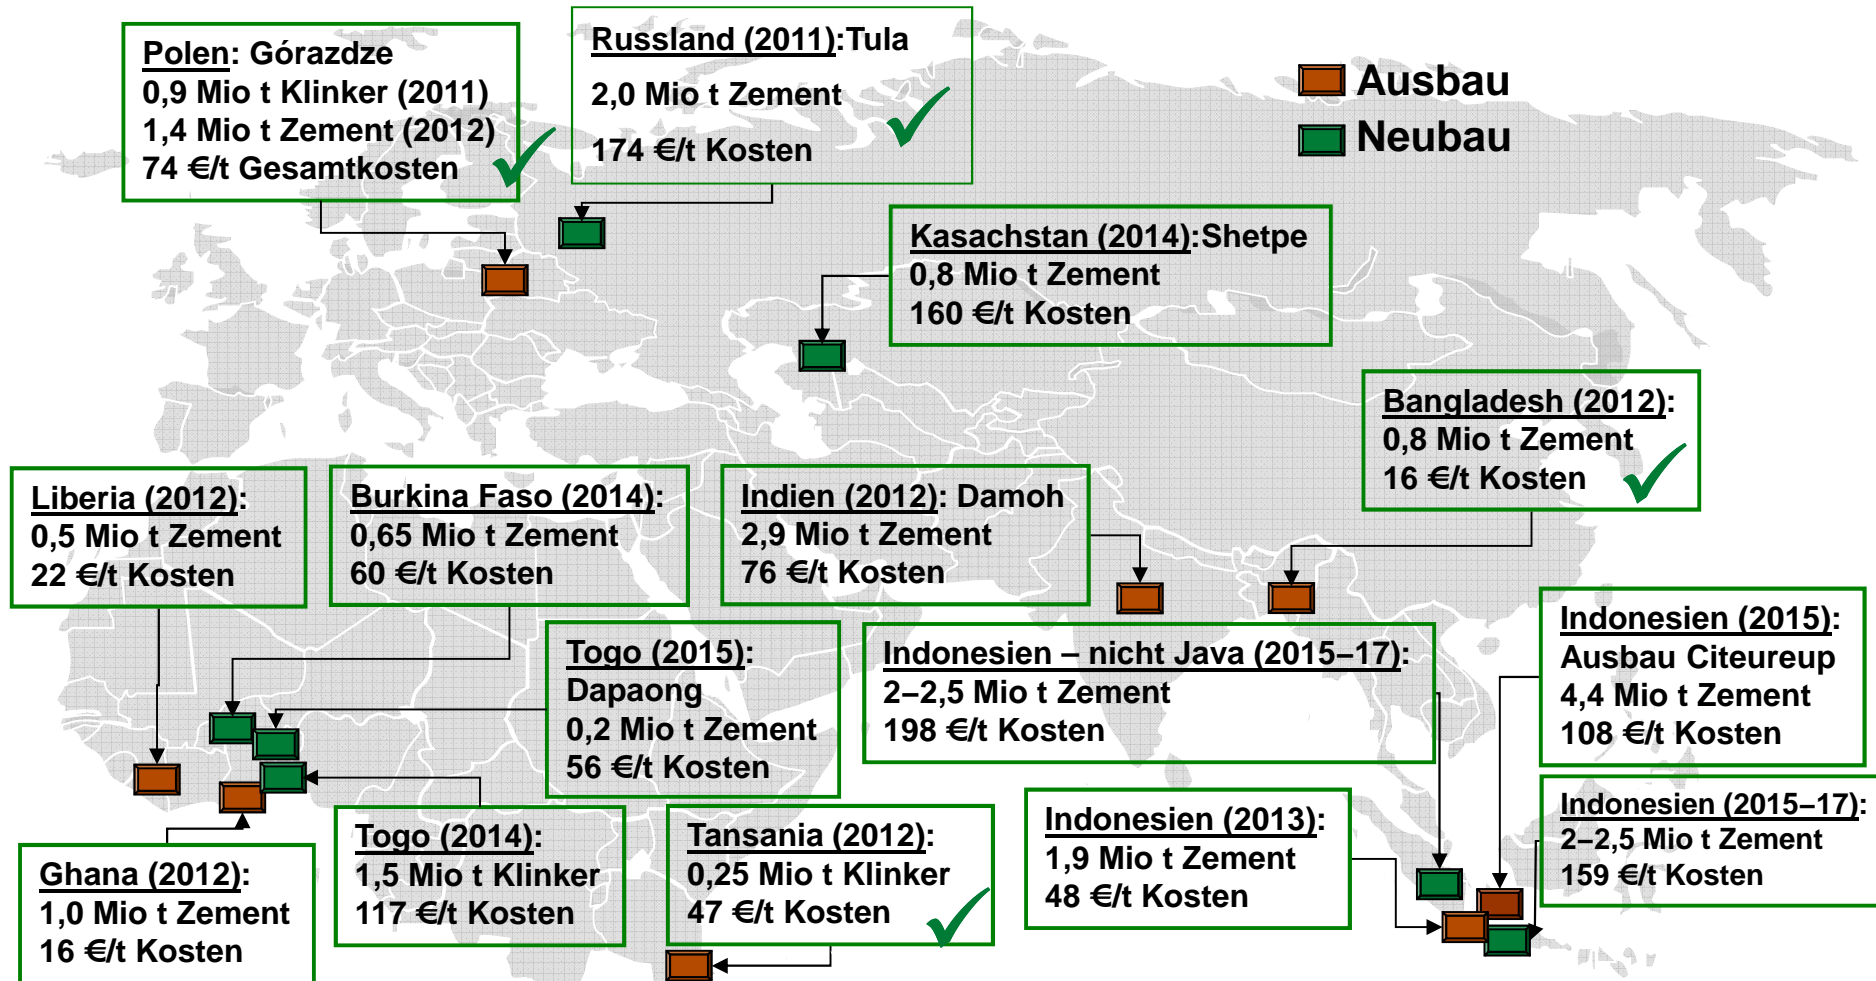 Polen: Górazdze
0,9 Mio t Klinker (2011)
1,4 Mio t Zement (2012)
74 €/t Gesamtkosten
Russland (2011):Tula
2,0 Mio t Zement
174 €/t Kosten
Ausbau
Neubau
Kasachstan (2014):Shetpe
0,8 Mio t Zement
160 €/t Kosten
Bangladesh (2012):
0,8 Mio t Zement
16 €/t Kosten
Liberia (2012):
0,5 Mio t Zement
22 €/t Kosten
Burkina Faso (2014):
0,65 Mio t Zement
60 €/t Kosten
Indien (2012): Damoh
2,9 Mio t Zement
76 €/t Kosten
Togo (2015):
Dapaong
0,2 Mio t Zement
56 €/t Kosten
Indonesien – nicht Java (2015–17):
2–2,5 Mio t Zement
198 €/t Kosten
Indonesien (2015):
Ausbau Citeureup
4,4 Mio t Zement
108 €/t Kosten
Ghana (2012):
1,0 Mio t Zement
16 €/t Kosten
Togo (2014):
1,5 Mio t Klinker
117 €/t Kosten
Tansania (2012):
0,25 Mio t Klinker
47 €/t Kosten
Indonesien (2013):
1,9 Mio t Zement
48 €/t Kosten
Indonesien (2015–17):
2–2,5 Mio t Zement
159 €/t Kosten